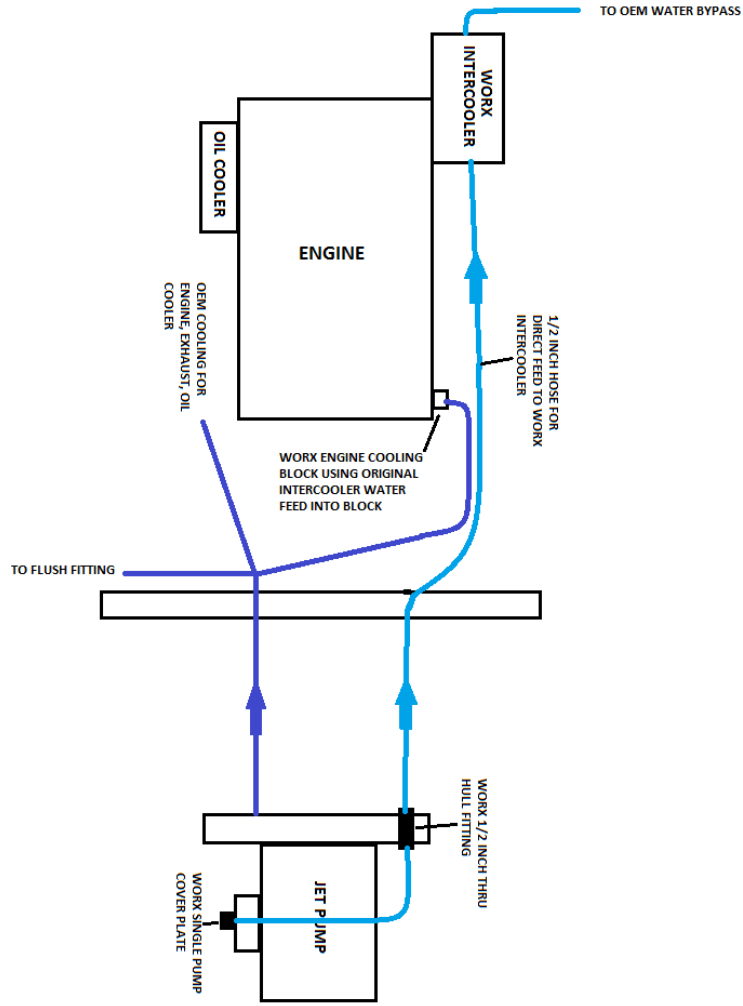 TO OEM WATER BYPASS
WORX
INTERCOOLER
OIL COOLER
ENGINE
OEM COOLING FOR
ENGINE, EXHAUST, OIL
COOLER
1/2 INCH HOSE FOR
DIRECT FEED TO WORX
INTERCOOLER
WORX ENGINE COOLING
BLOCK USING ORIGINAL
INTERCOOLER WATER
FEED INTO BLOCK
TO FLUSH FITTING
WORX 1/2 INCH THRU
HULL FITTING
JET PUMP
WORX SINGLE PUMP
COVER PLATE